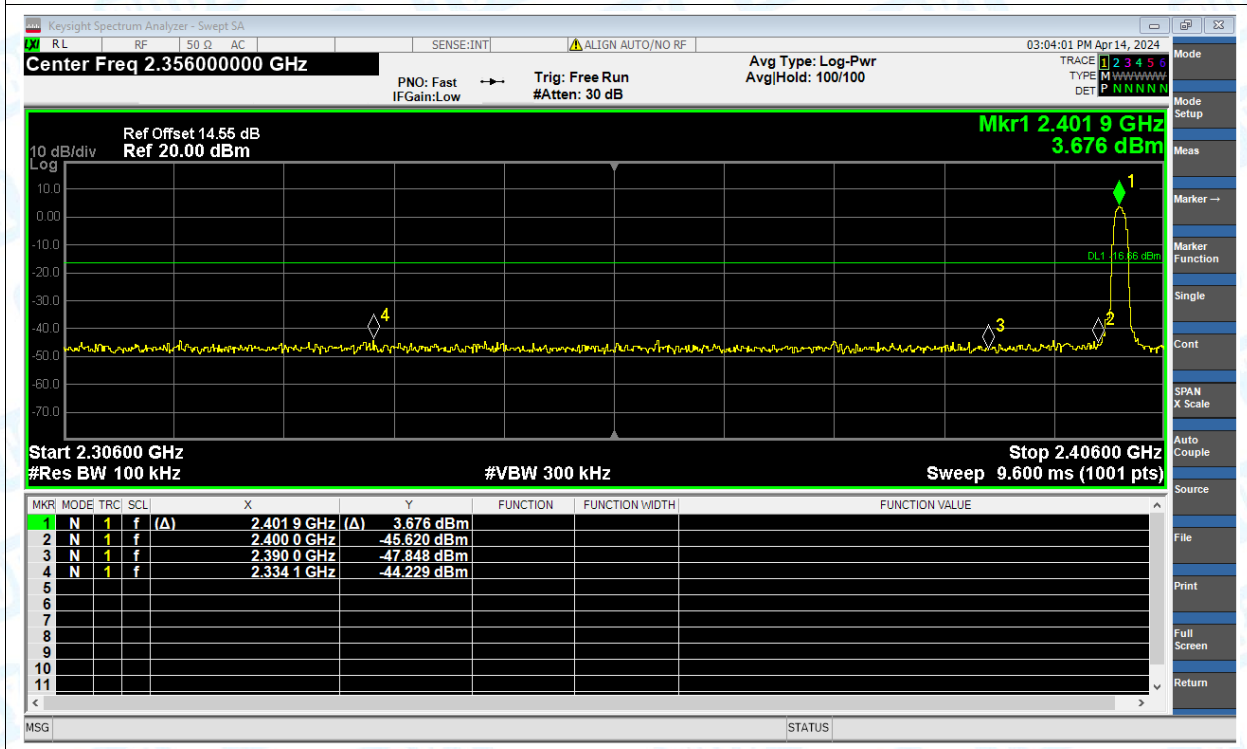 Keysight Spectrum Analyzer - Swept SA
LXI RL RF 50 Ω AC SENSE:INT ALIGN AUTO/NO RF 03:04:01 PM Apr 14, 2024
Center Freq 2.356000000 GHz
PNO: Fast
IFGain:Low
Trig: Free Run
#Atten: 30 dB
Avg Type: Log-Pwr
Avg|Hold: 100/100
TRACE 1 2 3 4 5 6
TYPE M WWWWW
DET P N N N N N
Ref Offset 14.55 dB
10 dB/div Ref 20.00 dBm
Log
Mkr1 2.401 9 GHz
3.676 dBm
10.0
0.00
-10.0
-20.0
-30.0
-40.0
-50.0
-60.0
-70.0
DL1 -16.66 dBm
1
2
3
4
Start 2.30600 GHz Stop 2.40600 GHz
#Res BW 100 kHz #VBW 300 kHz Sweep 9.600 ms (1001 pts)
MKR MODE TRC SCL X Y FUNCTION FUNCTION WIDTH FUNCTION VALUE
1 N 1 f (Δ) 2.401 9 GHz (Δ) 3.676 dBm
2 N 1 f 2.400 0 GHz -45.620 dBm
3 N 1 f 2.390 0 GHz -47.848 dBm
4 N 1 f 2.334 1 GHz -44.229 dBm
5
6
7
8
9
10
11
MSG STATUS
Mode
Mode
Setup
Meas
Marker →
Marker
Function
Single
Cont
SPAN
X Scale
Auto
Couple
Source
File
Print
Full
Screen
Return